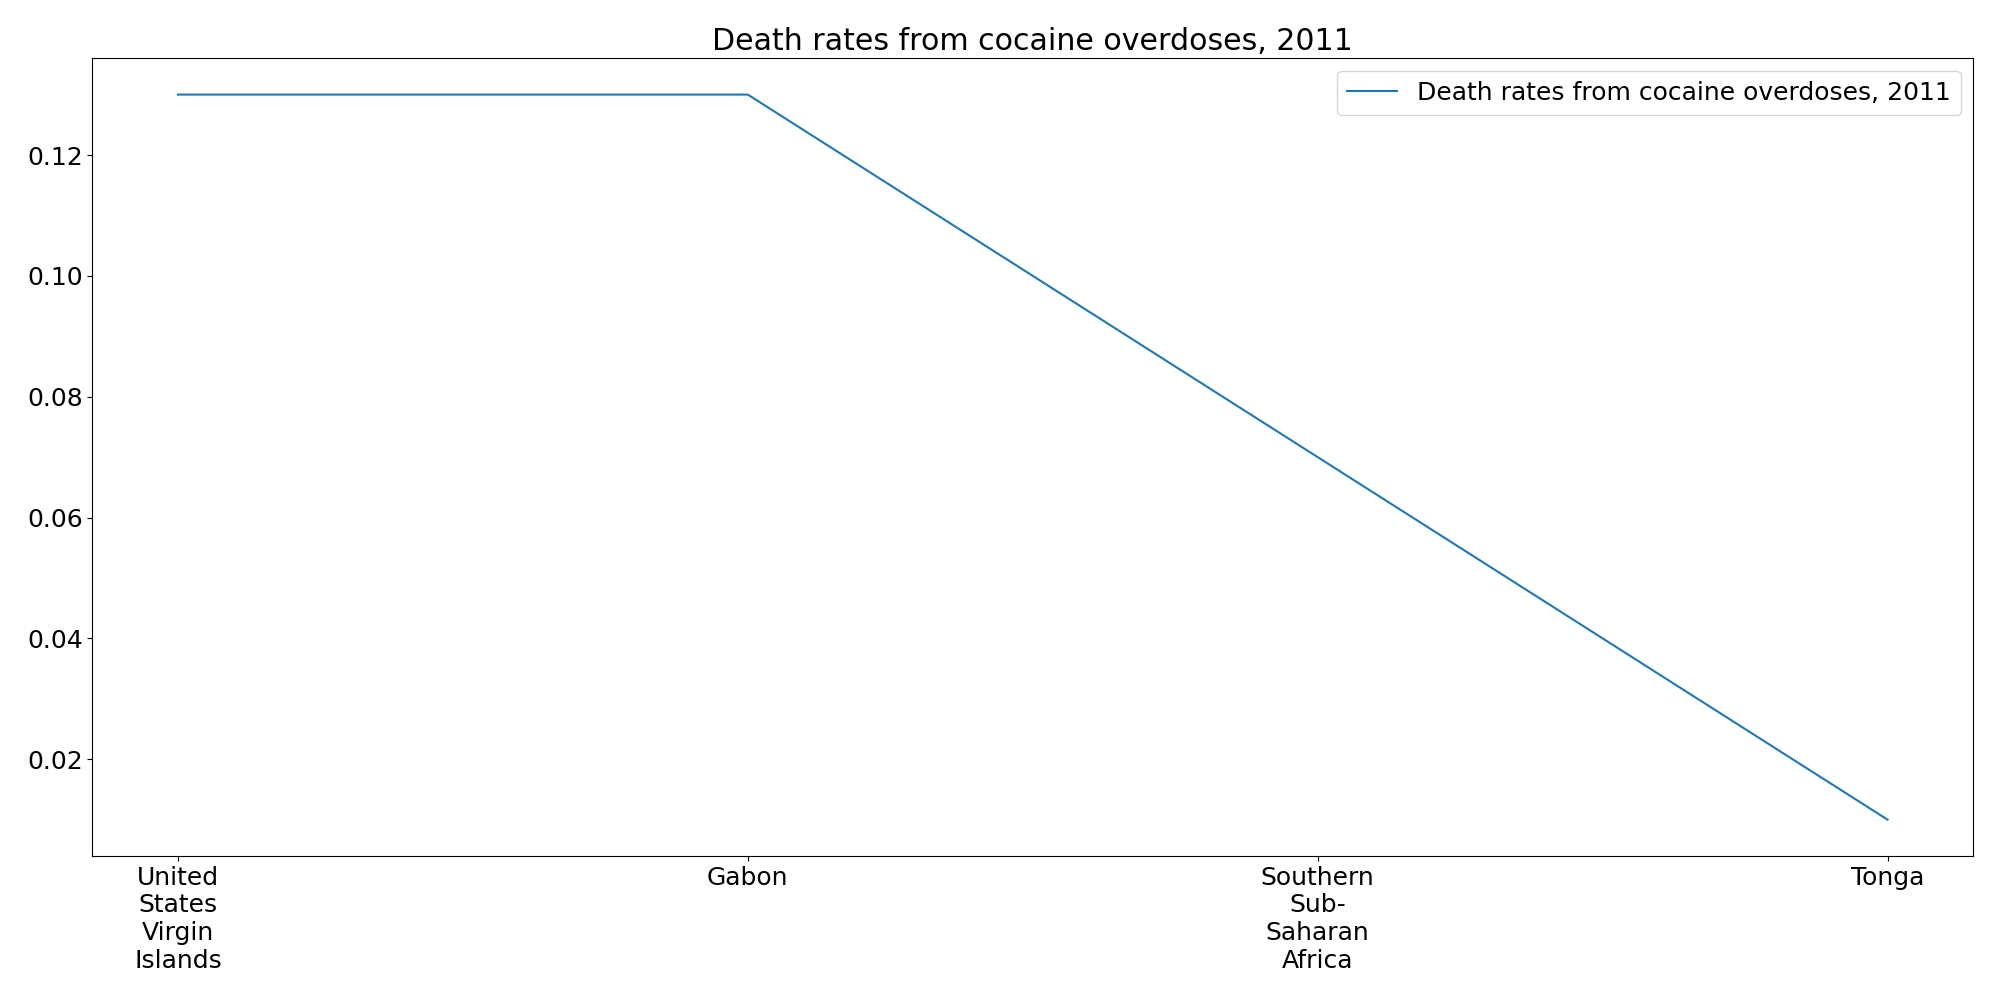 Death rates from cocaine overdoses, 2011
Death rates from cocaine overdoses, 2011
0.12
0.10
0.08
0.06
0.04
0.02
United
States
Virgin
Islands
Gabon
Southern
Sub-
Saharan
Africa
Tonga